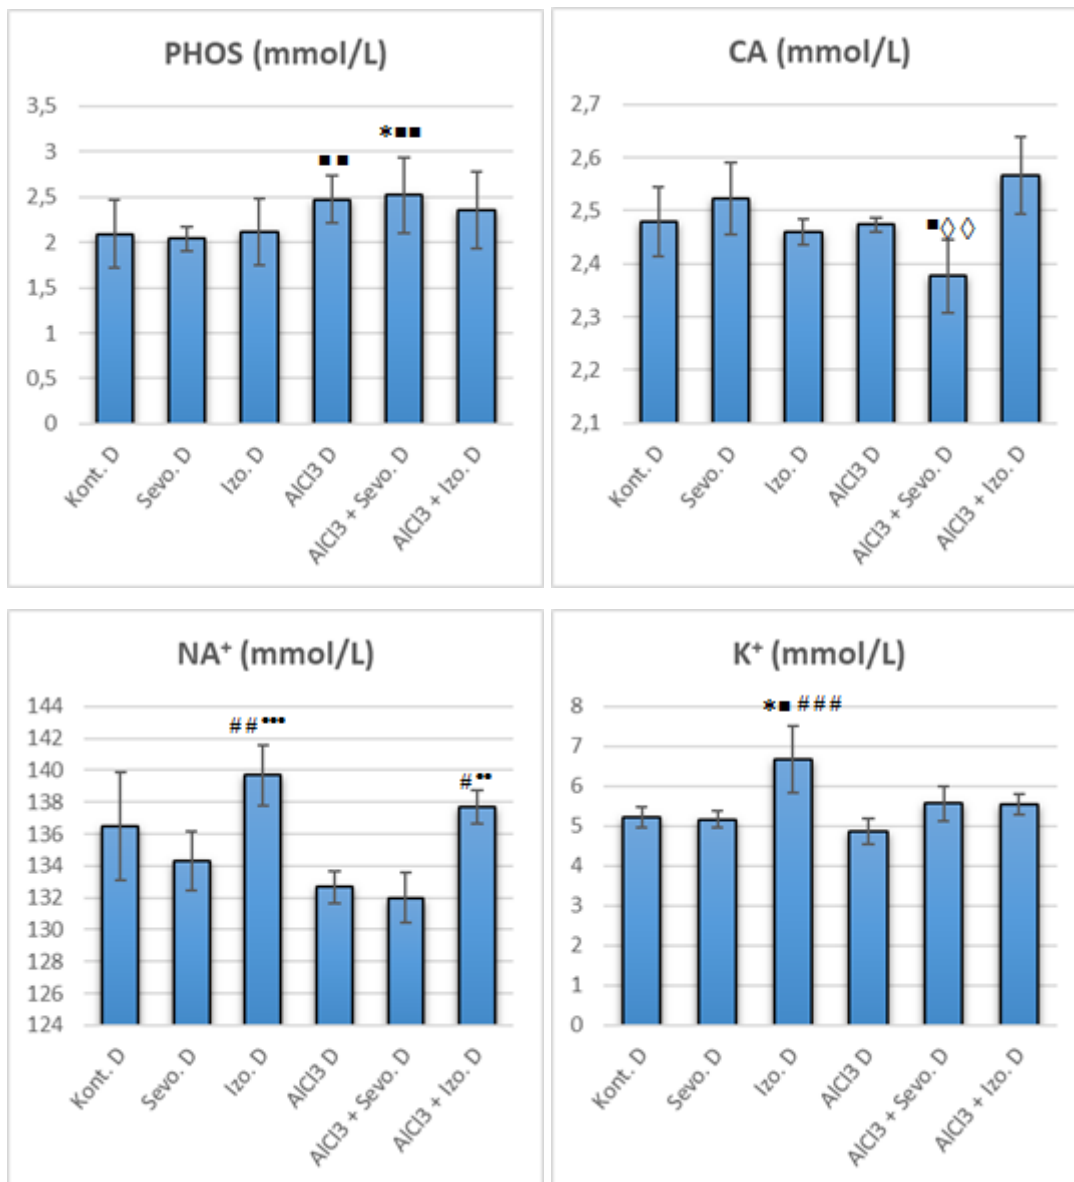 PHOS (mmol/L)
3,5
3
2,5
2
1,5
1
0,5
0
*■■
■■
Kont. D
Sevo. D
Izo. D
AlCl3 D
AlCl3 + Sevo. D
AlCl3 + Izo. D
CA (mmol/L)
2,7
2,6
2,5
2,4
2,3
2,2
2,1
■◊◊
Kont. D
Sevo. D
Izo. D
AlCl3 D
AlCl3 + Sevo. D
AlCl3 + Izo. D
NA⁺ (mmol/L)
144
142
140
138
136
134
132
130
128
126
124
##•••
#••
Kont. D
Sevo. D
Izo. D
AlCl3 D
AlCl3 + Sevo. D
AlCl3 + Izo. D
K⁺ (mmol/L)
8
7
6
5
4
3
2
1
0
*■###
Kont. D
Sevo. D
Izo. D
AlCl3 D
AlCl3 + Sevo. D
AlCl3 + Izo. D